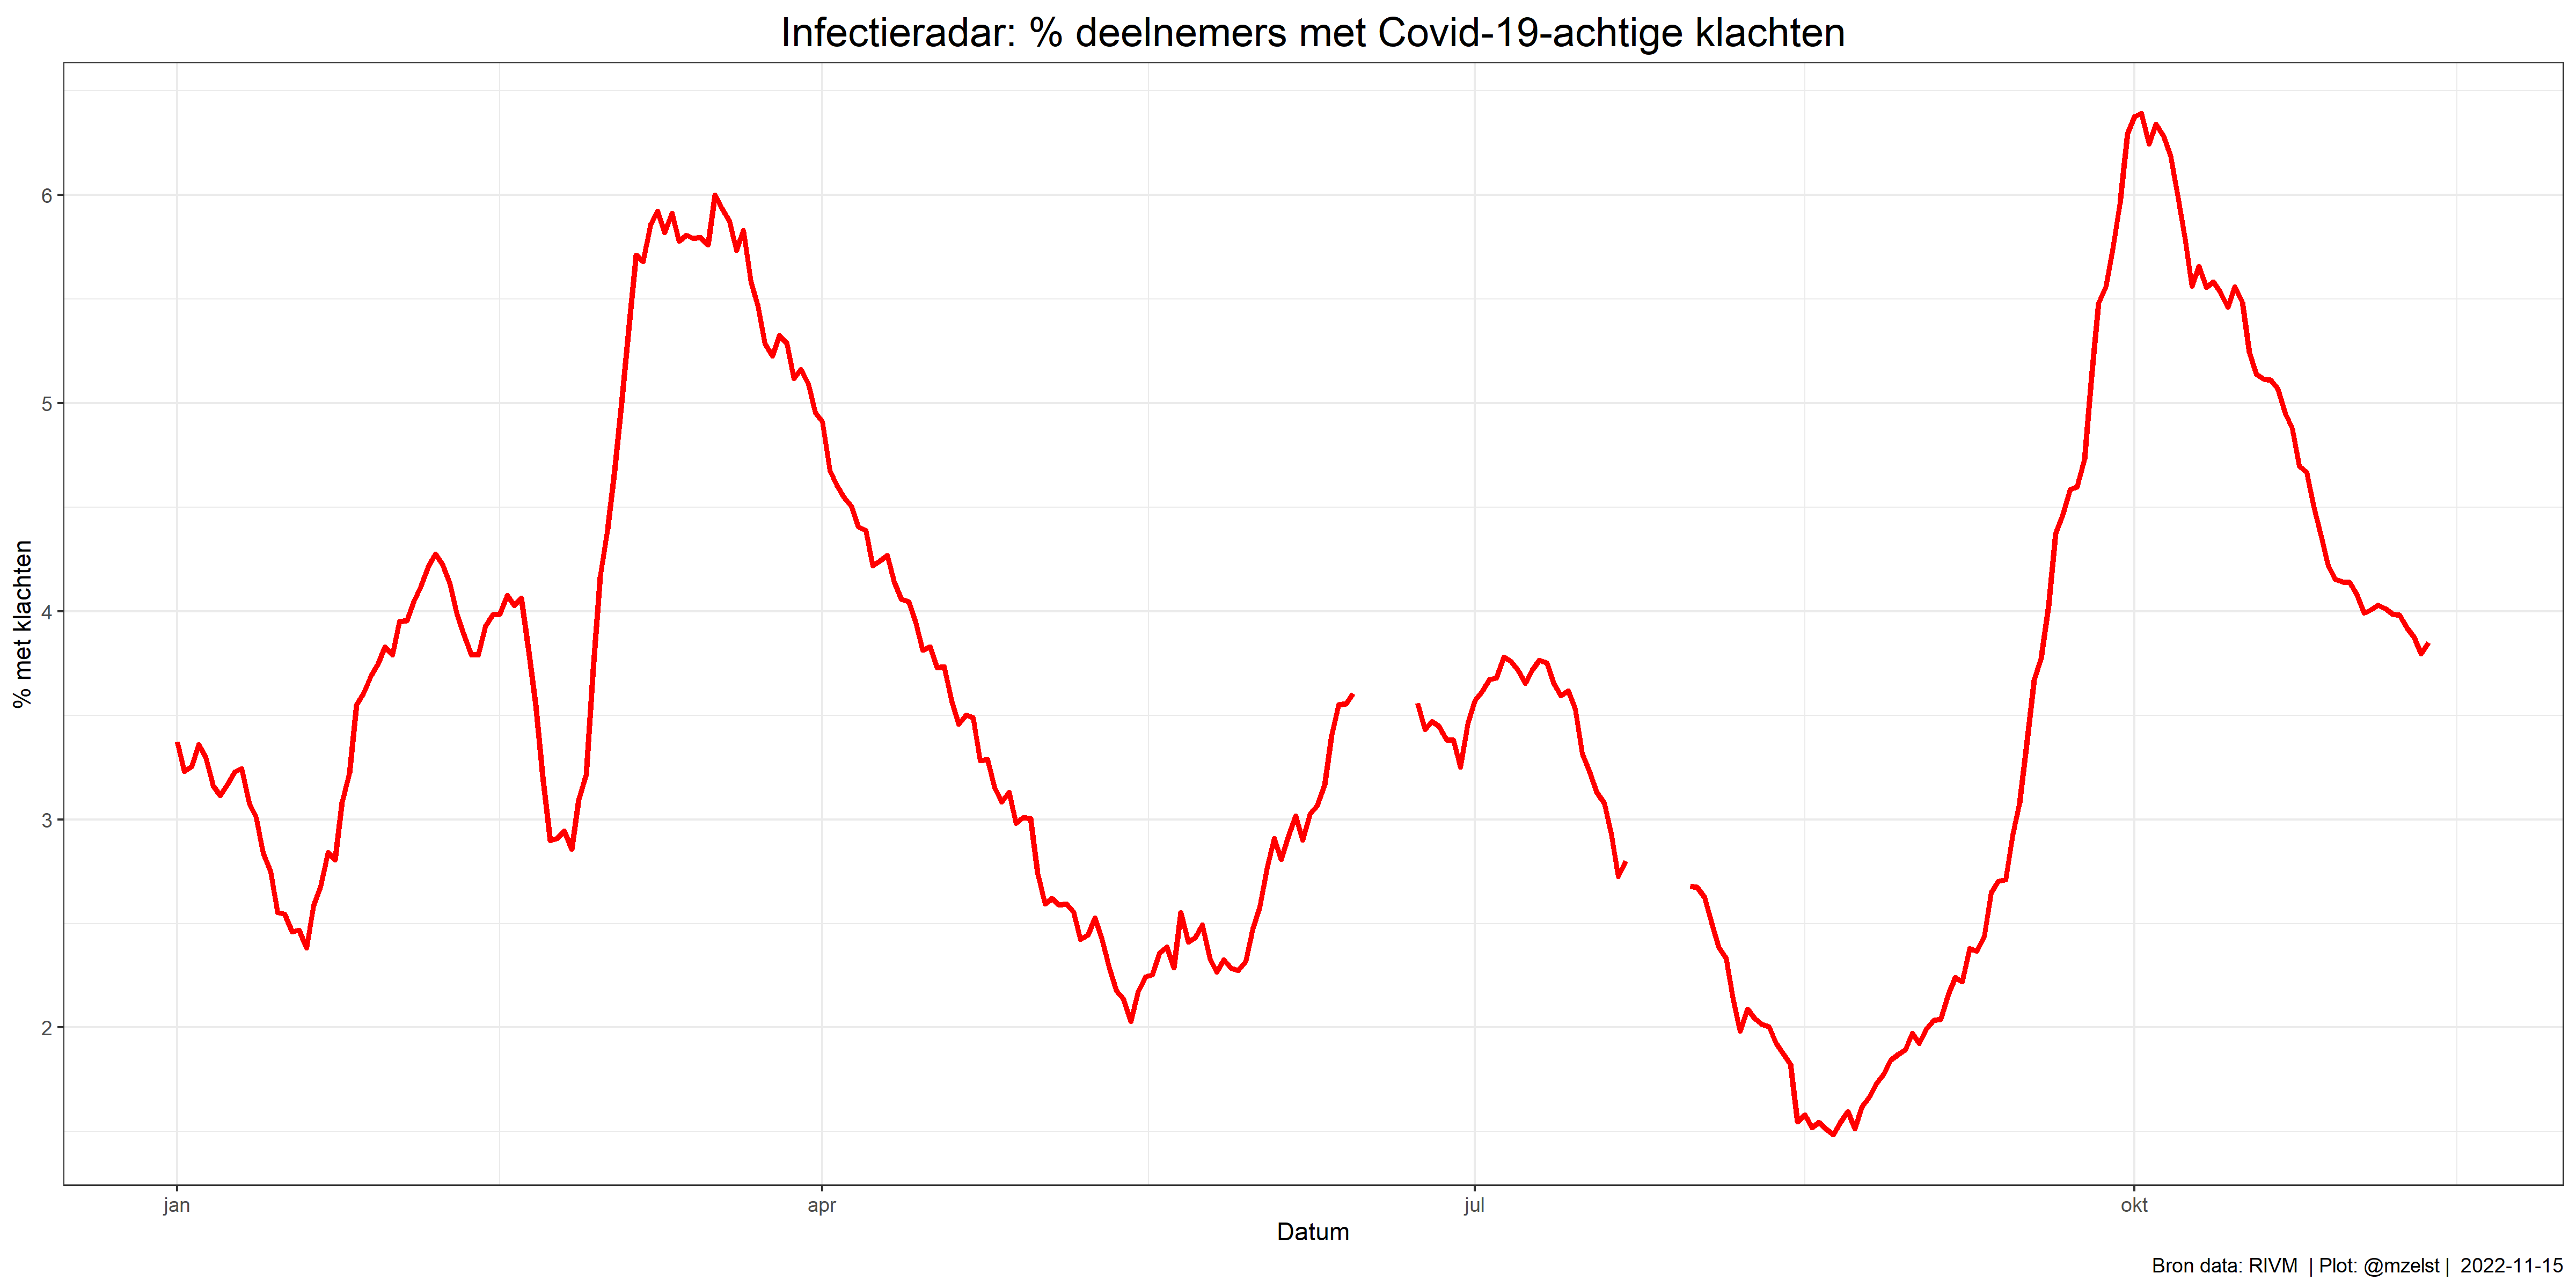 Infectieradar: % deelnemers met Covid-19-achtige klachten
% met klachten
6
5
4
3
2
jan
apr
jul
okt
Datum
Bron data: RIVM | Plot: @mzelst | 2022-11-15